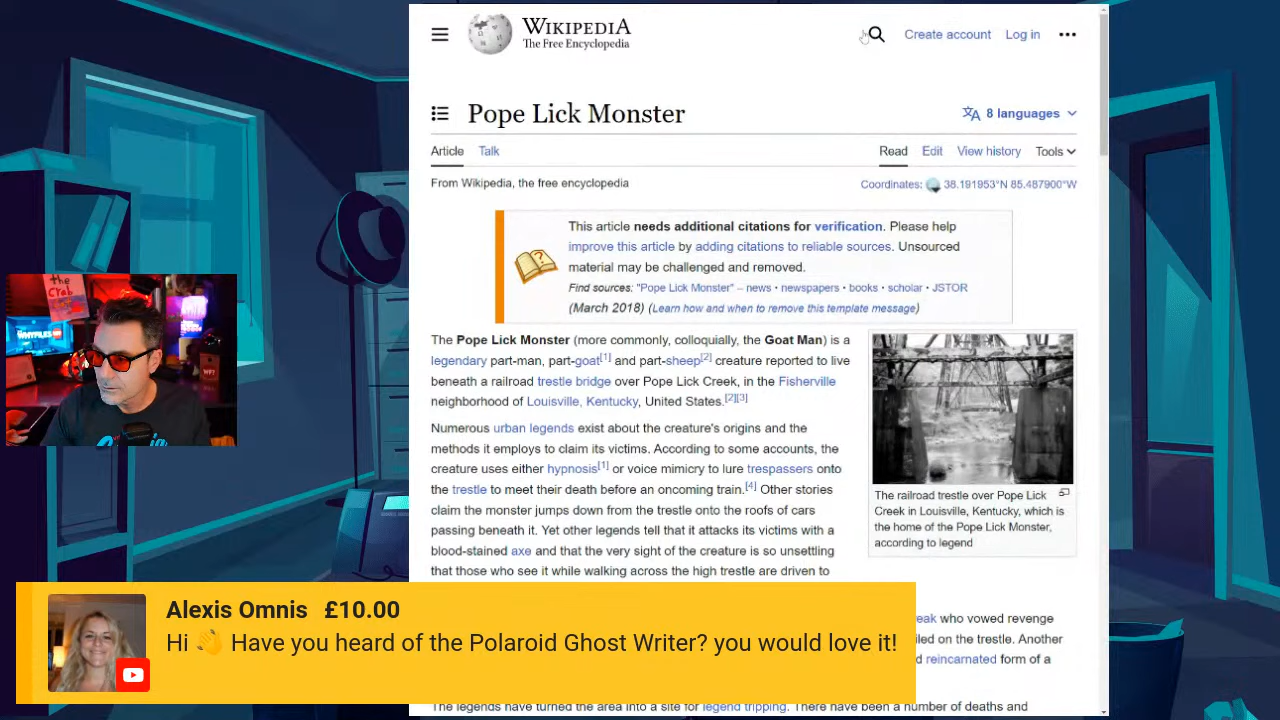 WIKIPEDIA
The Free Encyclopedia
Create account
Log in
Pope Lick Monster
8 languages
Article
Talk
Read
Edit
View history
Tools
From Wikipedia, the free encyclopedia
Coordinates: 38.191953°N 85.487900°W
This article needs additional citations for verification. Please help
improve this article by adding citations to reliable sources. Unsourced
material may be challenged and removed.
Find sources: "Pope Lick Monster" – news · newspapers · books · scholar · JSTOR
(March 2018) (Learn how and when to remove this template message)
The Pope Lick Monster (more commonly, colloquially, the Goat Man) is a
legendary part-man, part-goat[1] and part-sheep[2] creature reported to live
beneath a railroad trestle bridge over Pope Lick Creek, in the Fisherville
neighborhood of Louisville, Kentucky, United States.[2][3]
Numerous urban legends exist about the creature's origins and the
methods it employs to claim its victims. According to some accounts, the
creature uses either hypnosis[1] or voice mimicry to lure trespassers onto
the trestle to meet their death before an oncoming train.[4] Other stories
claim the monster jumps down from the trestle onto the roofs of cars
passing beneath it. Yet other legends tell that it attacks its victims with a
blood-stained axe and that the very sight of the creature is so unsettling
that those who see it while walking across the high trestle are driven to
The railroad trestle over Pope Lick
Creek in Louisville, Kentucky, which is
the home of the Pope Lick Monster,
according to legend
who vowed revenge
on the trestle. Another
reincarnated form of a
The legends have turned the area into a site for legend tripping. There have been a number of deaths and
the
Crab
WF?
Alexis Omnis £10.00
Hi 👋 Have you heard of the Polaroid Ghost Writer? you would love it!